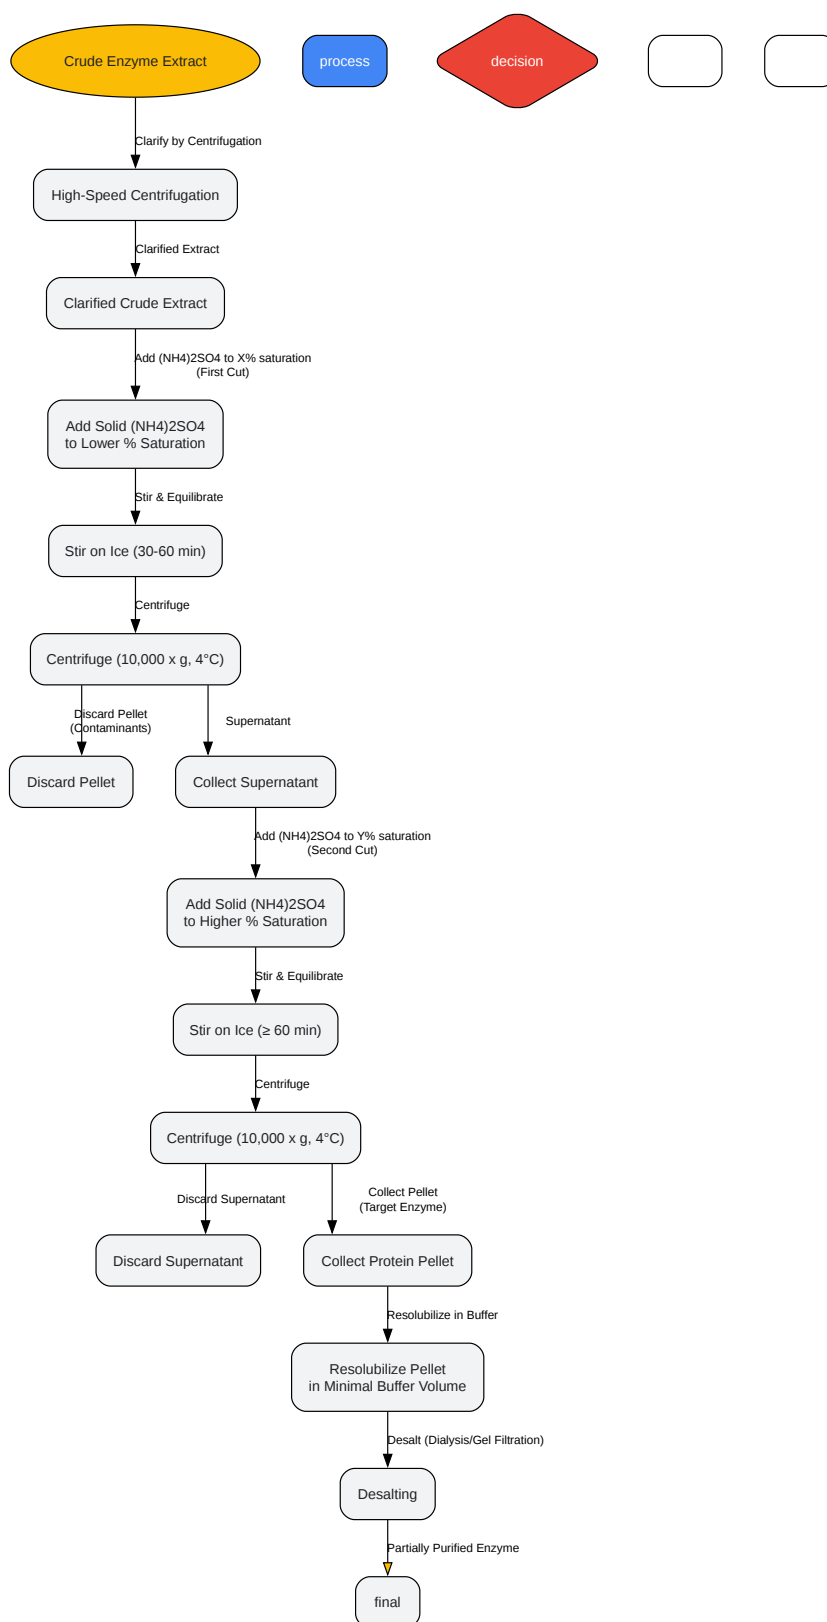 Crude Enzyme Extract
process
decision
Clarify by Centrifugation
High-Speed Centrifugation
Clarified Extract
Clarified Crude Extract
Add (NH4)2SO4 to X% saturation
(First Cut)
Add Solid (NH4)2SO4
to Lower % Saturation
Stir & Equilibrate
Stir on Ice (30-60 min)
Centrifuge
Centrifuge (10,000 x g, 4°C)
Discard Pellet
(Contaminants)
Supernatant
Discard Pellet
Collect Supernatant
Add (NH4)2SO4 to Y% saturation
(Second Cut)
Add Solid (NH4)2SO4
to Higher % Saturation
Stir & Equilibrate
Stir on Ice (≥ 60 min)
Centrifuge
Centrifuge (10,000 x g, 4°C)
Discard Supernatant
Collect Pellet
(Target Enzyme)
Discard Supernatant
Collect Protein Pellet
Resolubilize in Buffer
Resolubilize Pellet
in Minimal Buffer Volume
Desalt (Dialysis/Gel Filtration)
Desalting
Partially Purified Enzyme
final